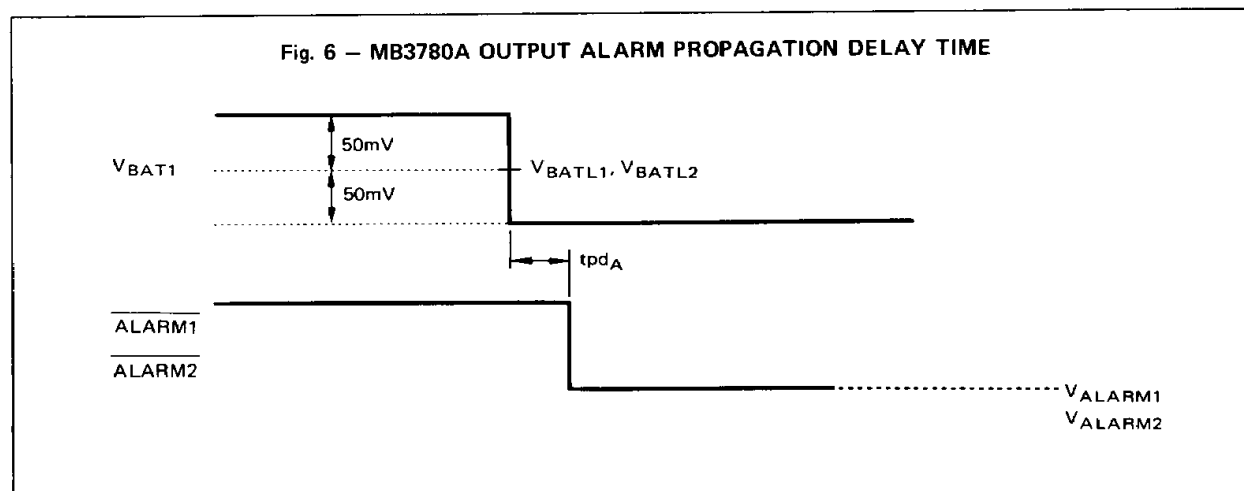 Fig. 6 — MB3780A OUTPUT ALARM PROPAGATION DELAY TIME
50mV
VBAT1
VBATL1, VBATL2
50mV
tpdA
ALARM1
ALARM2
VALARM1
VALARM2